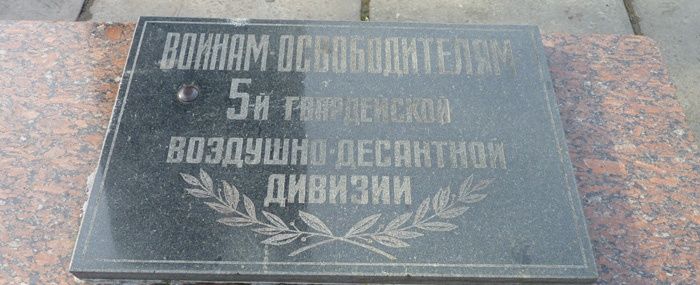 ВОИНАМ-ОСВОБОДИТЕЛЯМ
5й ГВАРДЕЙСКОЙ
ВОЗДУШНО-ДЕСАНТНОЙ
ДИВИЗИИ